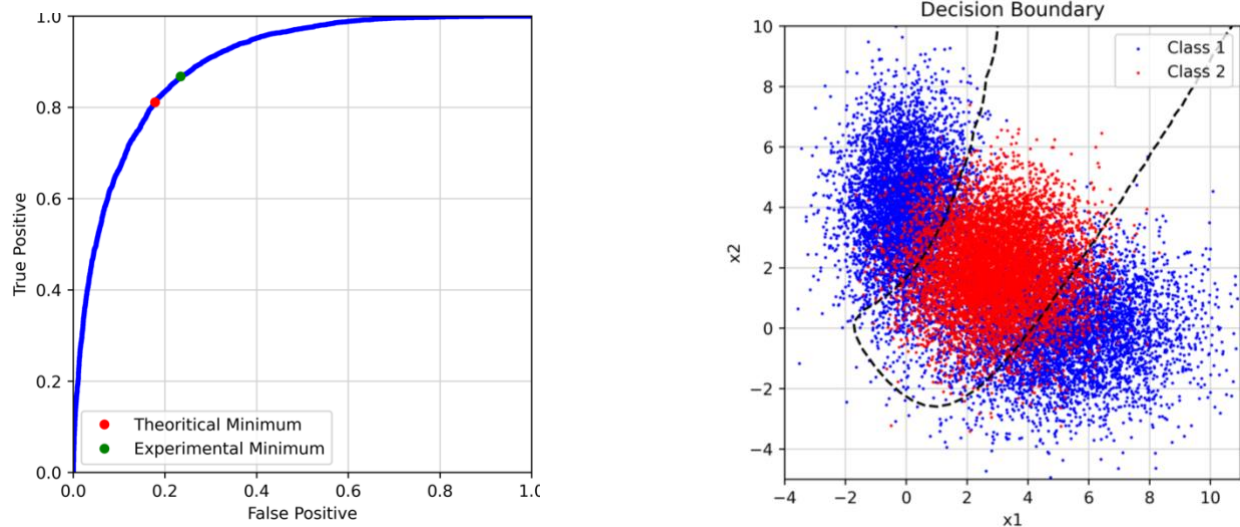 1.0
0.8
0.6
0.4
0.2
0.0
True Positive
Theoritical Minimum
Experimental Minimum
0.0 0.2 0.4 0.6 0.8 1.0
False Positive
Decision Boundary
10
8
6
4
2
0
−2
−4
x2
Class 1
Class 2
−4 −2 0 2 4 6 8 10
x1